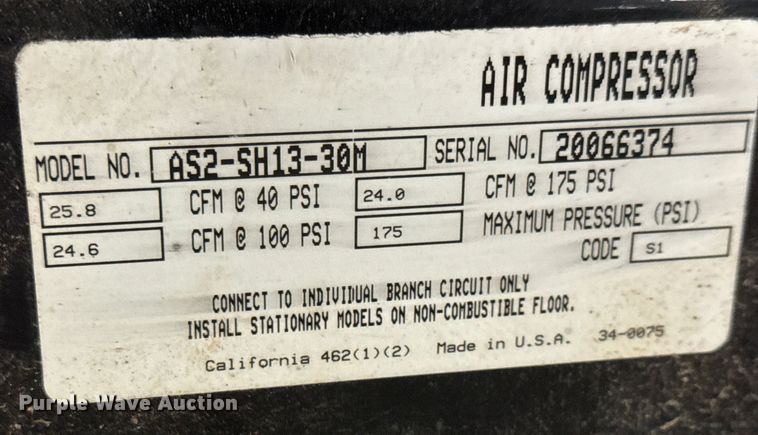 AIR COMPRESSOR
MODEL NO. AS2-SH13-30M SERIAL NO. 20066374
25.8 CFM @ 40 PSI 24.0 CFM @ 175 PSI
24.6 CFM @ 100 PSI 175 MAXIMUM PRESSURE (PSI)
CODE S1
CONNECT TO INDIVIDUAL BRANCH CIRCUIT ONLY
INSTALL STATIONARY MODELS ON NON-COMBUSTIBLE FLOOR.
California 462(1)(2) Made in U.S.A. 34-0075
Purple Wave Auction